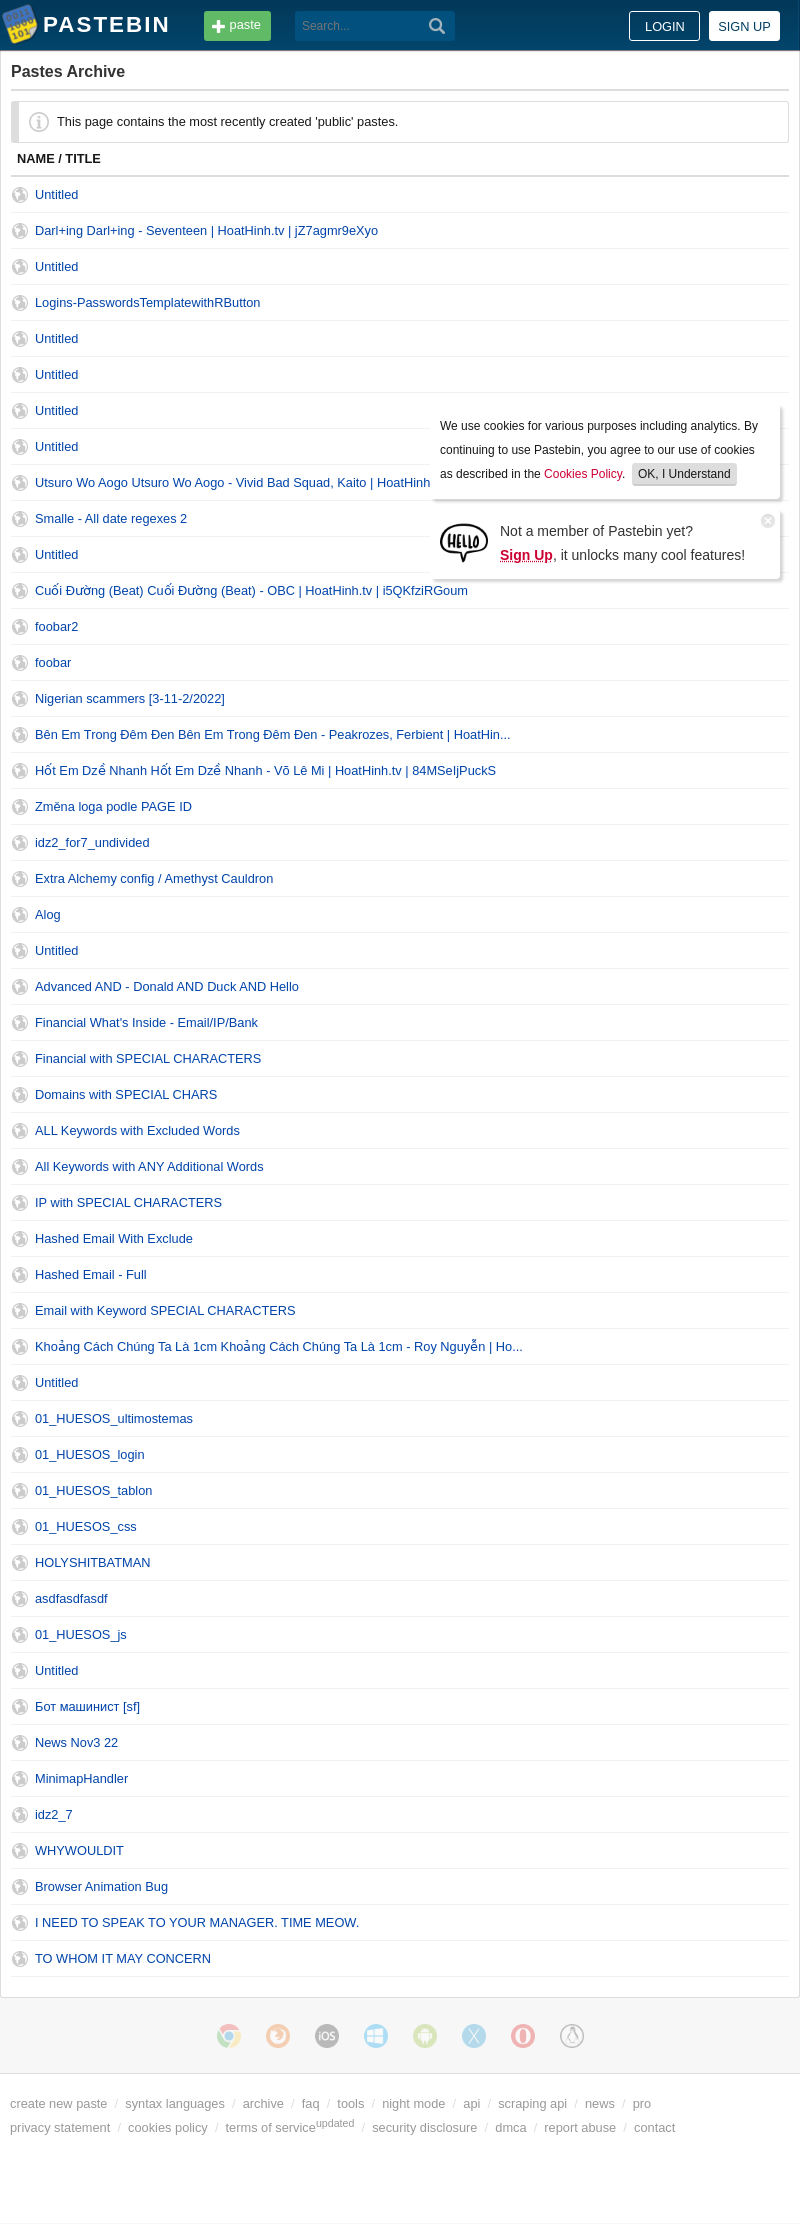 PASTEBIN paste Search... LOGIN SIGN UP
Pastes Archive
This page contains the most recently created 'public' pastes.
NAME / TITLE
Untitled
Darl+ing Darl+ing - Seventeen | HoatHinh.tv | jZ7agmr9eXyo
Untitled
Logins-PasswordsTemplatewithRButton
Untitled
Untitled
Untitled
Untitled
Utsuro Wo Aogo Utsuro Wo Aogo - Vivid Bad Squad, Kaito | HoatHinh
Smalle - All date regexes 2
Untitled
Cuối Đường (Beat) Cuối Đường (Beat) - OBC | HoatHinh.tv | i5QKfziRGoum
We use cookies for various purposes including analytics. By
continuing to use Pastebin, you agree to our use of cookies
as described in the Cookies Policy. OK, I Understand
HELLO
Not a member of Pastebin yet?
Sign Up, it unlocks many cool features!
foobar2
foobar
Nigerian scammers [3-11-2/2022]
Bên Em Trong Đêm Đen Bên Em Trong Đêm Đen - Peakrozes, Ferbient | HoatHin...
Hốt Em Dzề Nhanh Hốt Em Dzề Nhanh - Võ Lê Mi | HoatHinh.tv | 84MSeIjPuckS
Změna loga podle PAGE ID
idz2_for7_undivided
Extra Alchemy config / Amethyst Cauldron
Alog
Untitled
Advanced AND - Donald AND Duck AND Hello
Financial What's Inside - Email/IP/Bank
Financial with SPECIAL CHARACTERS
Domains with SPECIAL CHARS
ALL Keywords with Excluded Words
All Keywords with ANY Additional Words
IP with SPECIAL CHARACTERS
Hashed Email With Exclude
Hashed Email - Full
Email with Keyword SPECIAL CHARACTERS
Khoảng Cách Chúng Ta Là 1cm Khoảng Cách Chúng Ta Là 1cm - Roy Nguyễn | Ho...
Untitled
01_HUESOS_ultimostemas
01_HUESOS_login
01_HUESOS_tablon
01_HUESOS_css
HOLYSHITBATMAN
asdfasdfasdf
01_HUESOS_js
Untitled
Бот машинист [sf]
News Nov3 22
MinimapHandler
idz2_7
WHYWOULDIT
Browser Animation Bug
I NEED TO SPEAK TO YOUR MANAGER. TIME MEOW.
TO WHOM IT MAY CONCERN
iOS
create new paste / syntax languages / archive / faq / tools / night mode / api / scraping api / news / pro
privacy statement / cookies policy / terms of service updated / security disclosure / dmca / report abuse / contact